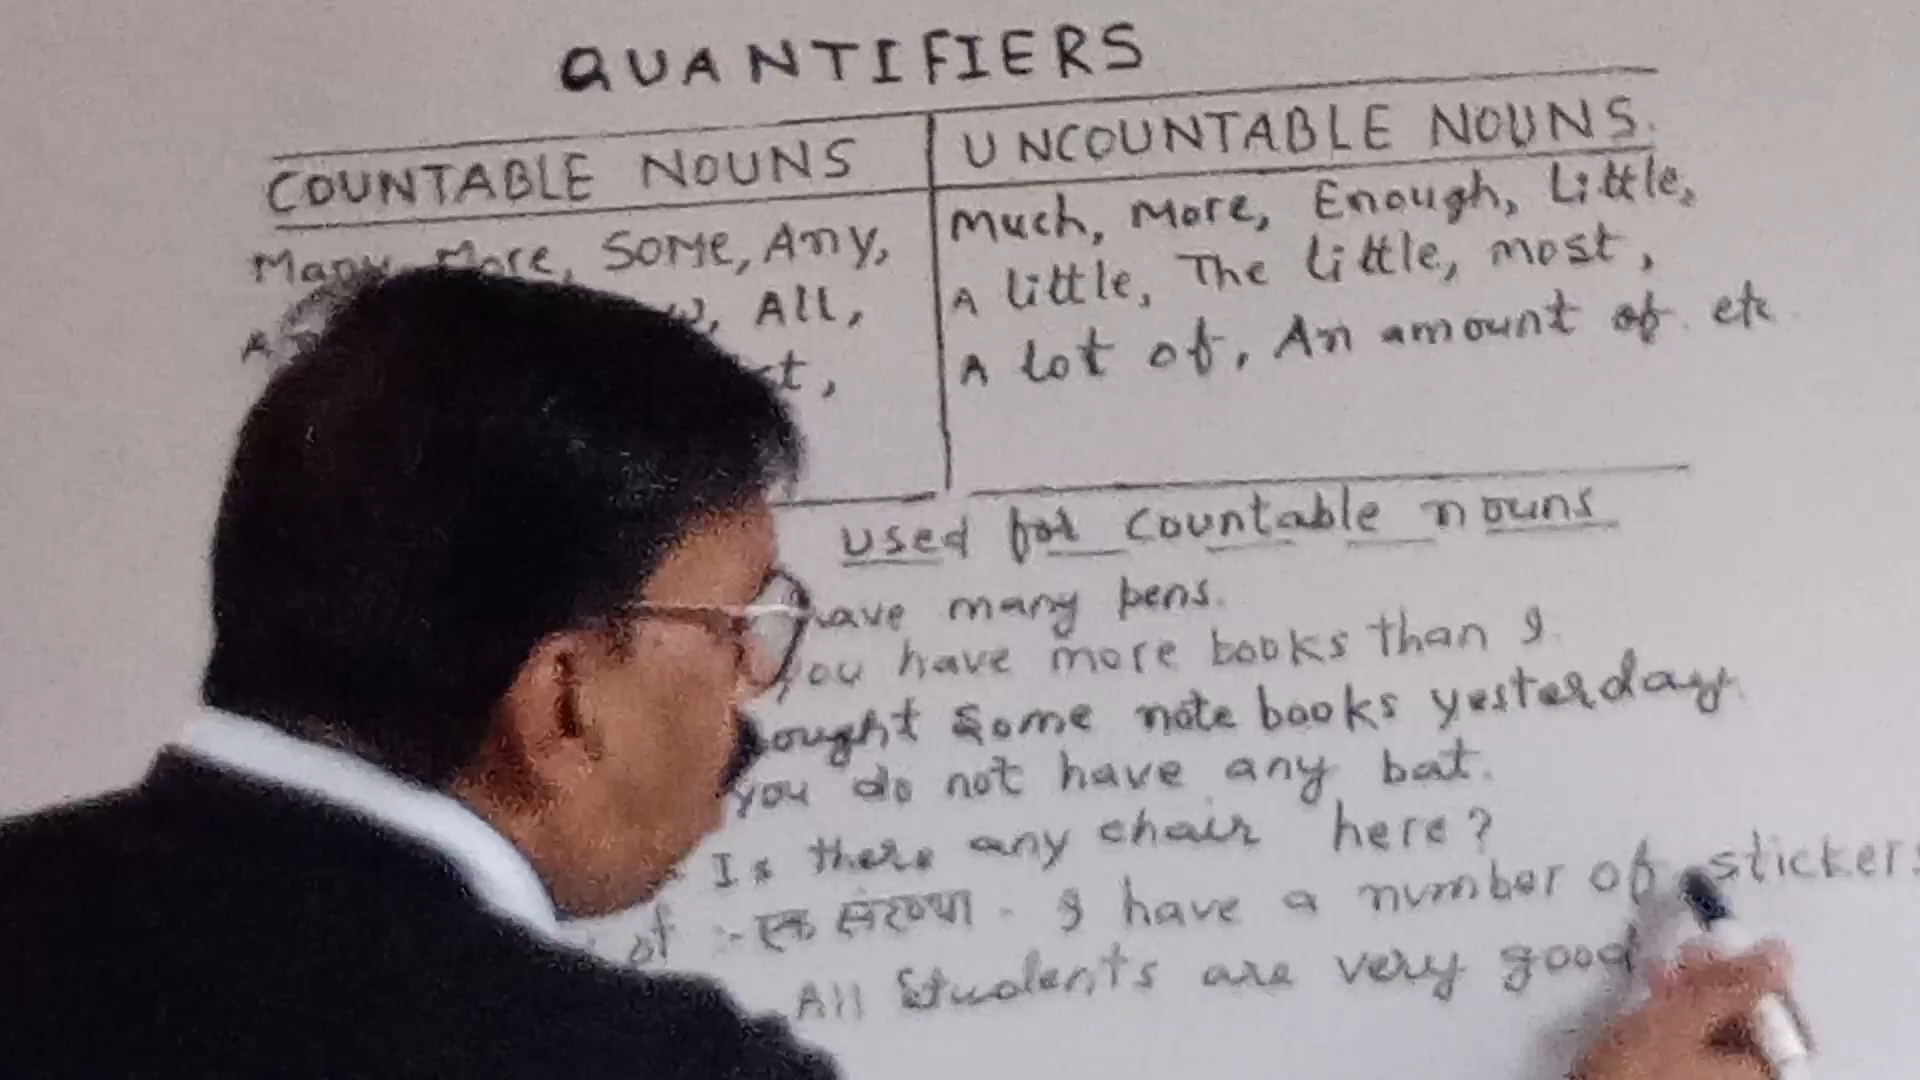 QUANTIFIERS
COUNTABLE NOUNS
Many, More, Some, Any,
All,
UNCOUNTABLE NOUNS.
Much, More, Enough, Little,
A little, The little, most,
A lot of, An amount of etc
Used for Countable nouns
have many pens.
you have more books than I.
bought Some note books yesterday.
you do not have any bat.
Is there any chair here?
of :- एक संख्या - I have a number of stickers
All Students are very good